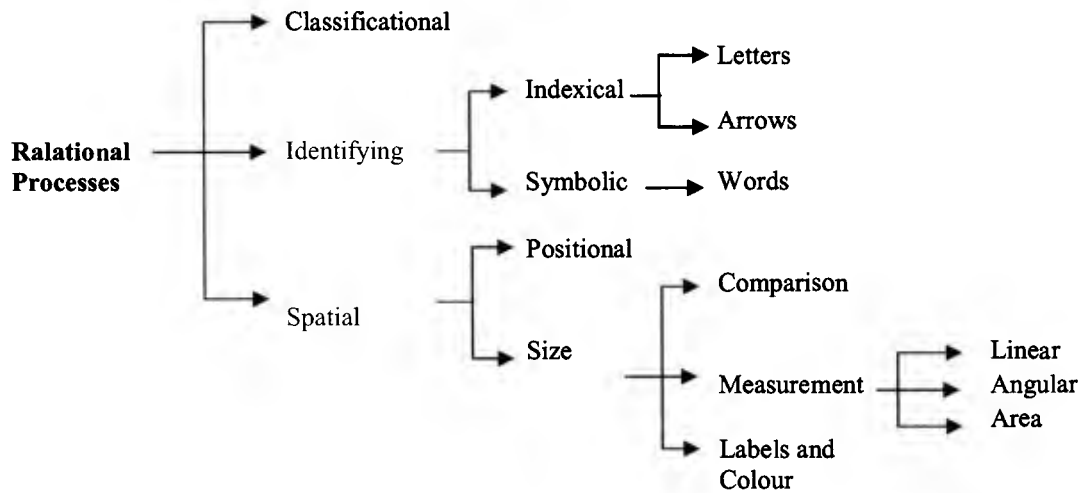 Classificational
Letters
Indexical
Arrows
Ralational
Processes
Identifying
Symbolic
Words
Positional
Comparison
Spatial
Size
Linear
Measurement
Angular
Area
Labels and
Colour